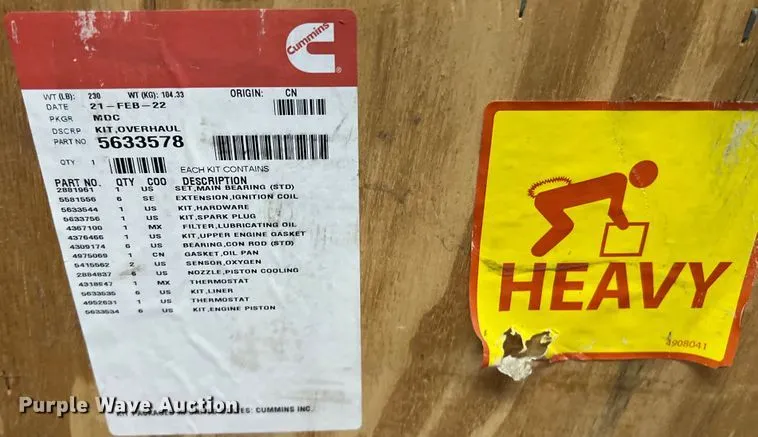 Cummins
WT (LB): 230 WT (KG): 104.33 ORIGIN: CN
DATE 21-FEB-22
PKGR MDC
DSCRP KIT,OVERHAUL
PART NO 5633578
QTY 1 EACH KIT CONTAINS
PART NO. QTY COO DESCRIPTION
2881961 1 US SET,MAIN BEARING (STD)
5581556 6 SE EXTENSION,IGNITION COIL
5633544 1 US KIT,HARDWARE
5633756 1 US KIT,SPARK PLUG
4367100 1 MX FILTER,LUBRICATING OIL
4376466 1 US KIT,UPPER ENGINE GASKET
4309174 6 US BEARING,CON ROD (STD)
4975069 1 CN GASKET,OIL PAN
5415562 2 US SENSOR,OXYGEN
2884837 6 US NOZZLE,PISTON COOLING
4318947 1 MX THERMOSTAT
5633535 6 US KIT,LINER
4952631 1 US THERMOSTAT
5633534 6 US KIT,ENGINE PISTON
CUMMINS INC.
HEAVY
4908041
Purple Wave Auction